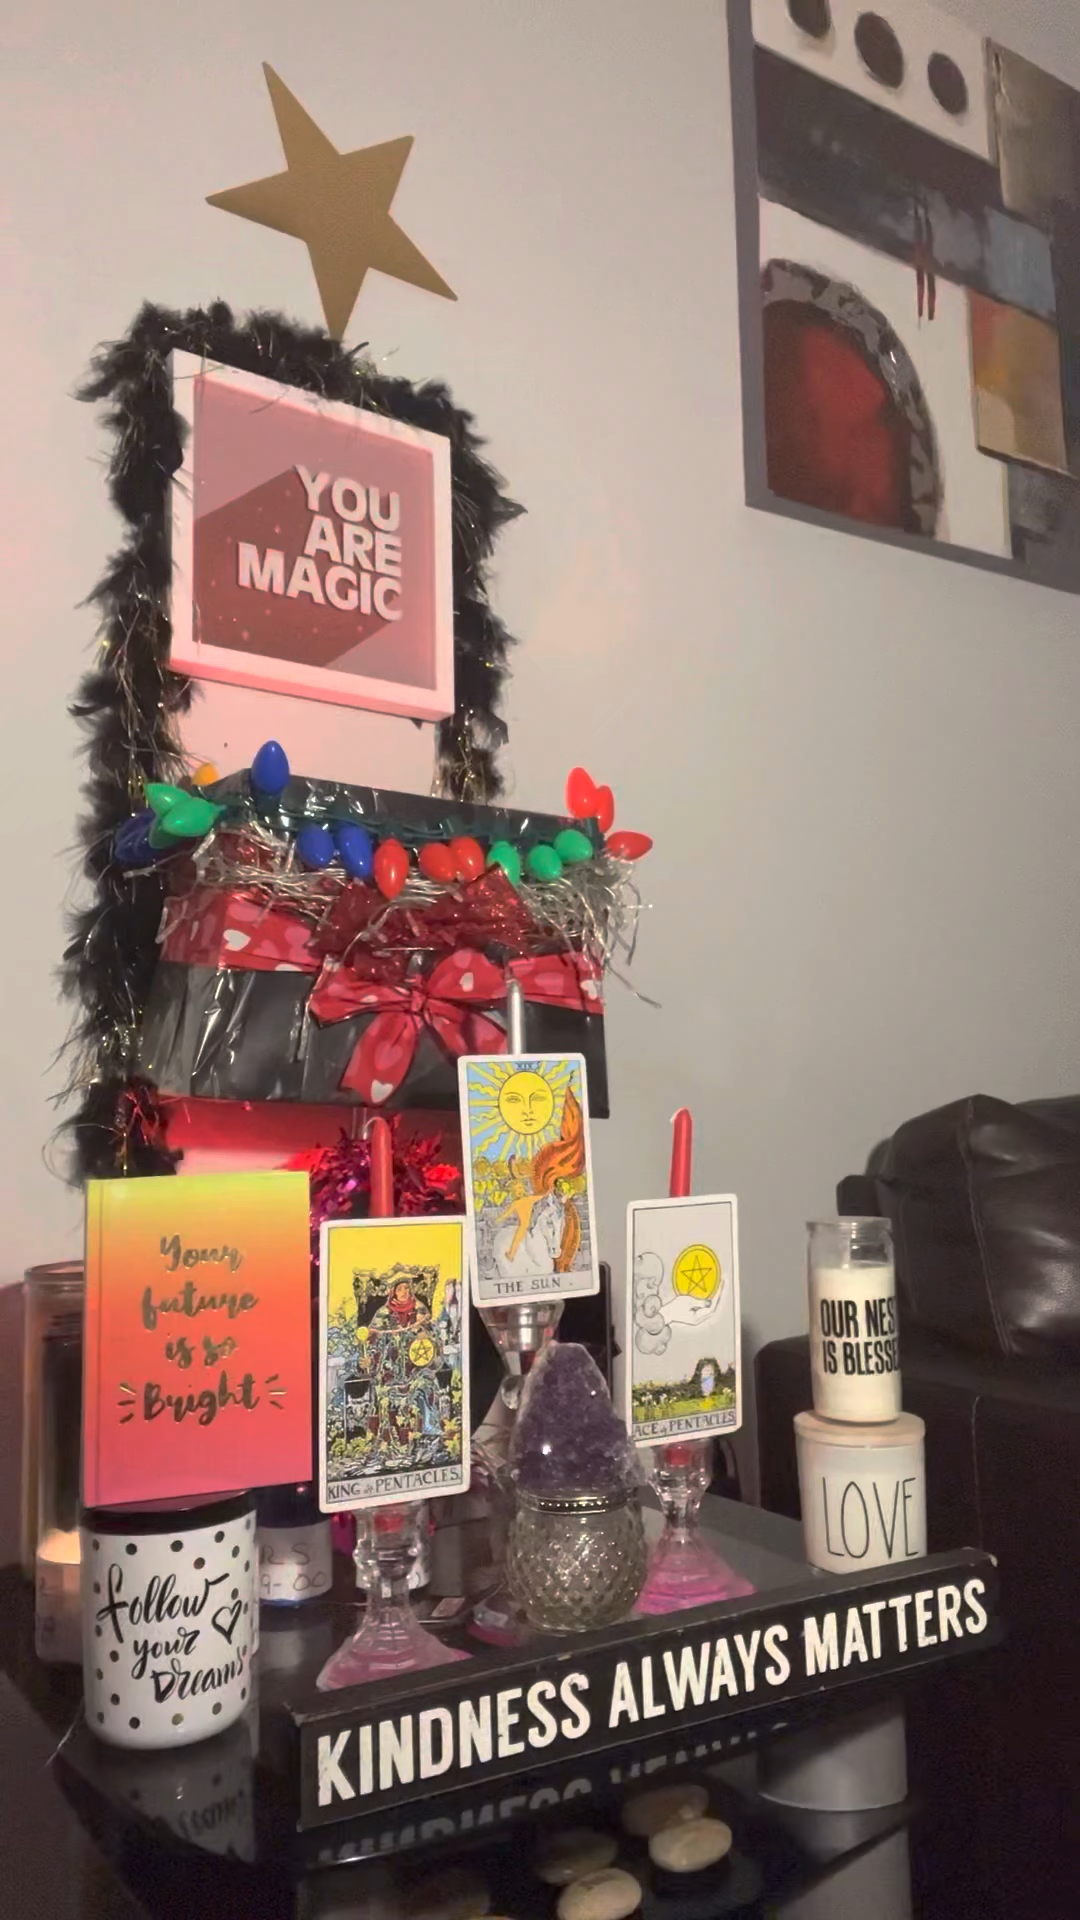 YOU
ARE
MAGIC
THE SUN.
Your
future
is so
Bright
KING of PENTACLES.
ACE of PENTACLES.
OUR NES
IS BLESSE
LOVE
Follow
your
Dreams
KINDNESS ALWAYS MATTERS